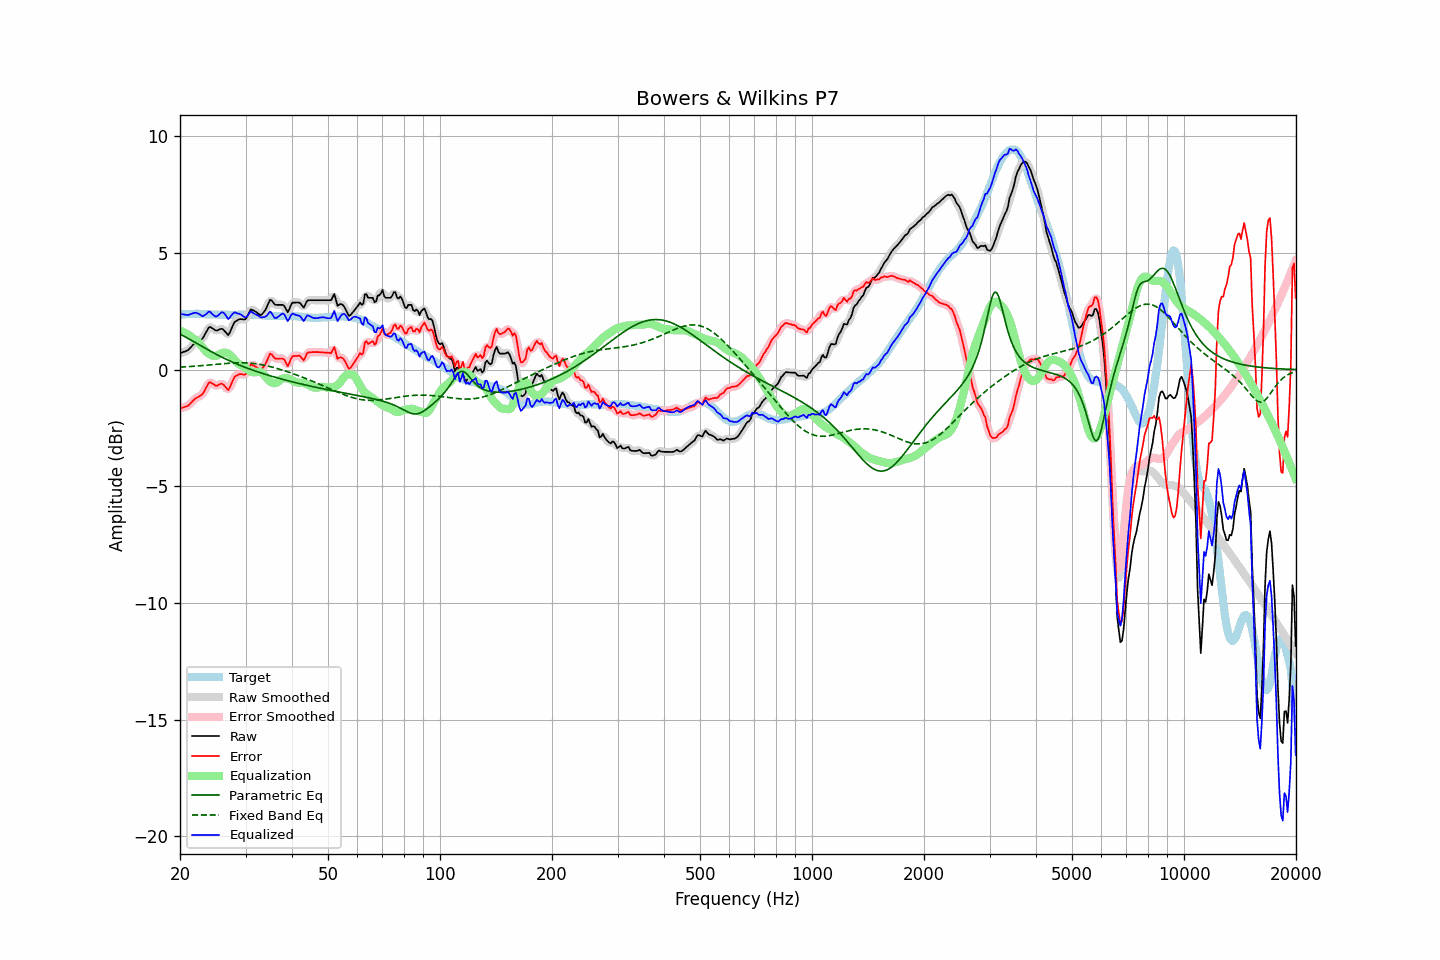 Bowers & Wilkins P7
Amplitude (dBr)
10
5
0
−5
−10
−15
−20
Target
Raw Smoothed
Error Smoothed
Raw
Error
Equalization
Parametric Eq
Fixed Band Eq
Equalized
20
50
100
200
500
1000
2000
5000
10000
20000
Frequency (Hz)